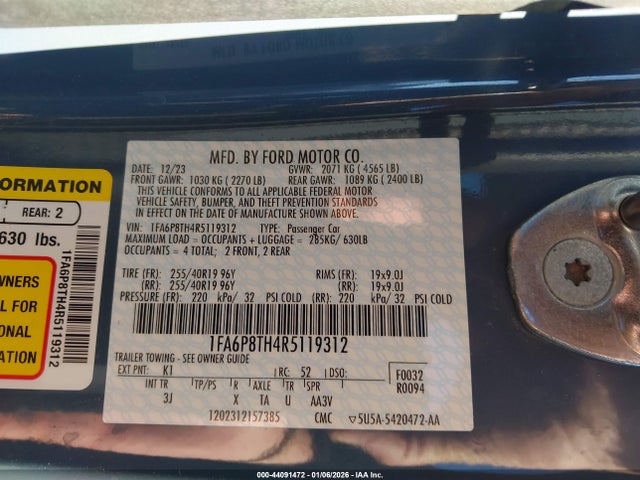 MFD. BY FORD MOTOR CO.
DATE: 12/23 GVWR: 2071 KG ( 4565 LB)
FRONT GAWR: 1030 KG ( 2270 LB) REAR GAWR: 1089 KG ( 2400 LB)
THIS VEHICLE CONFORMS TO ALL APPLICABLE FEDERAL MOTOR
VEHICLE SAFETY, BUMPER, AND THEFT PREVENTION STANDARDS
IN EFFECT ON THE DATE OF MANUFACTURE SHOWN ABOVE.
VIN: 1FA6P8TH4R5119312 TYPE: Passenger Car
MAXIMUM LOAD = OCCUPANTS + LUGGAGE = 285KG/ 630LB
OCCUPANTS = 4 TOTAL; 2 FRONT, 2 REAR
TIRE (FR): 255/40R19 96Y RIMS (FR): 19x9.0J
(RR): 255/40R19 96Y (RR): 19x9.0J
PRESSURE (FR): 220 kPa/ 32 PSI COLD (RR): 220 kPa/ 32 PSI COLD
1FA6P8TH4R5119312
TRAILER TOWING - SEE OWNER GUIDE
EXT PNT: K1 RC: 52 DSO: F0032
R0094
INT TR TP/PS R AXLE TR SPR
3J X TA U AA3V
1202312157385 CMC 5U5A-5420472-AA
ORMATION
REAR: 2
630 lbs.
WNERS
L FOR
ONAL
ION
1FA6P8TH4R5119312
000-44091472 - 01/06/2026 - IAA Inc.